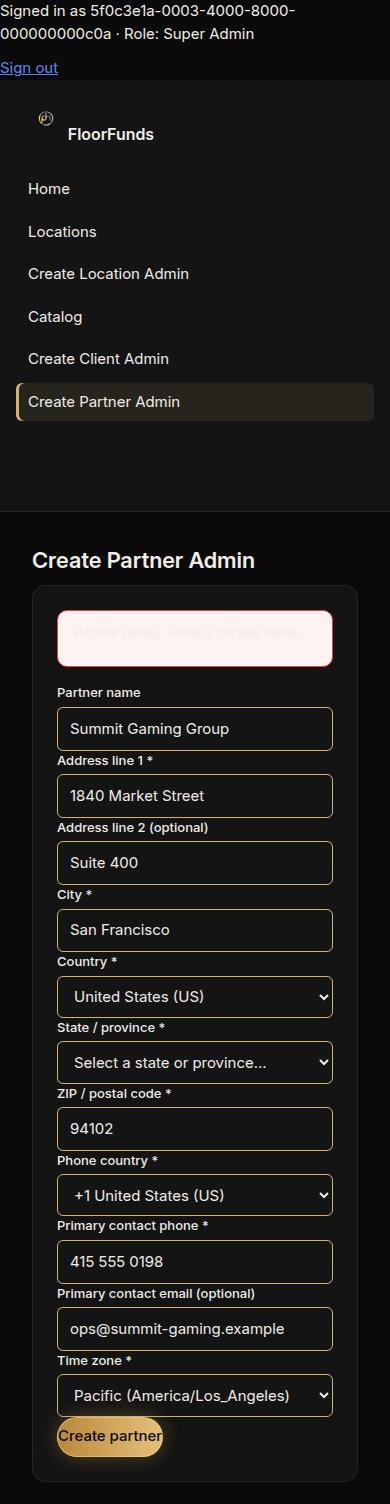 Signed in as 5f0c3e1a-0003-4000-8000-
000000000c0a · Role: Super Admin
Sign out
FloorFunds
Home
Locations
Create Location Admin
Catalog
Create Client Admin
Create Partner Admin
Create Partner Admin
Partner name Enter a partner name.
Partner name
Summit Gaming Group
Address line 1 *
1840 Market Street
Address line 2 (optional)
Suite 400
City *
San Francisco
Country *
United States (US)
State / province *
Select a state or province...
ZIP / postal code *
94102
Phone country *
+1 United States (US)
Primary contact phone *
415 555 0198
Primary contact email (optional)
ops@summit-gaming.example
Time zone *
Pacific (America/Los_Angeles)
Create partner